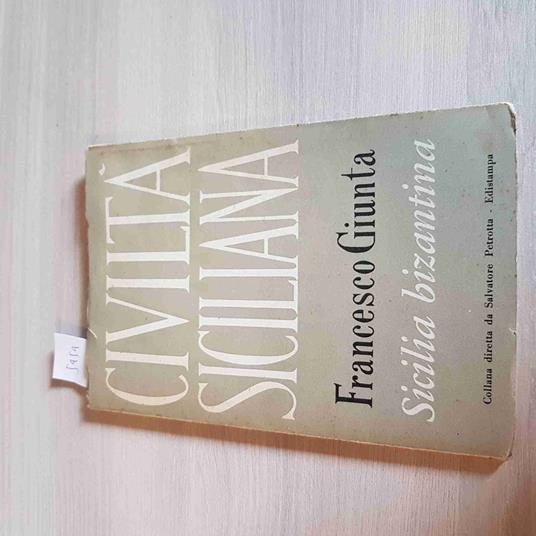 CIVILTÀ
SICILIANA
Francesco Giunta
Sicilia bizantina
Collana diretta da Salvatore Petrotta - Edistampa